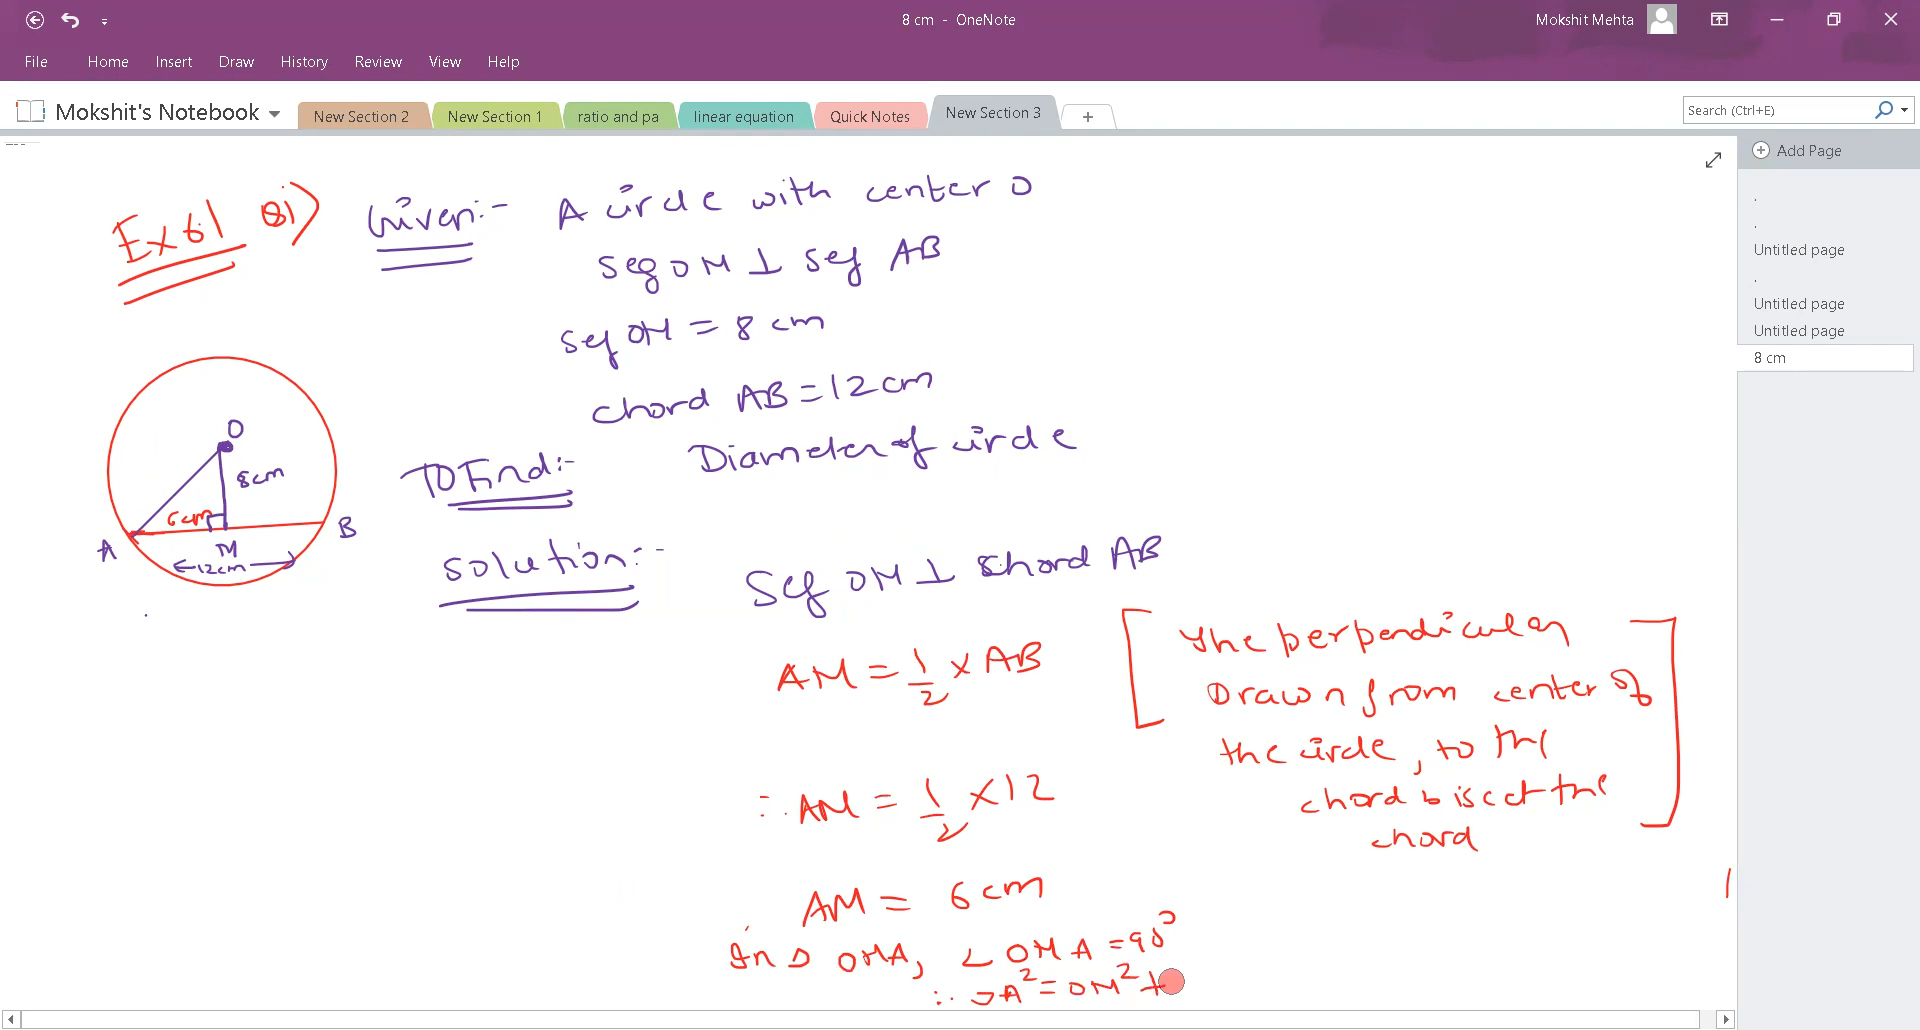 8 cm - OneNote
Mokshit Mehta
File Home Insert Draw History Review View Help
Mokshit's Notebook
New Section 2 New Section 1 ratio and pa linear equation Quick Notes New Section 3 +
Search (Ctrl+E)
Add Page
.
.
Untitled page
.
Untitled page
Untitled page
8 cm
Ex 6.1 Q1) Given:- A circle with center O
seg OM ⊥ seg AB
seg OM = 8 cm
chord AB = 12 cm
To Find:- Diameter of circle
O
8cm
6cm
A M B
12cm
solution:- Seg OM ⊥ chord AB
AM = 1/2 × AB
[The perpendicular
Drawn from center of
the circle, to the
chord bisect the
chord]
∴ AM = 1/2 × 12
AM = 6 cm
In Δ OMA, ∠ OMA = 90°
∴ OA² = OM² +